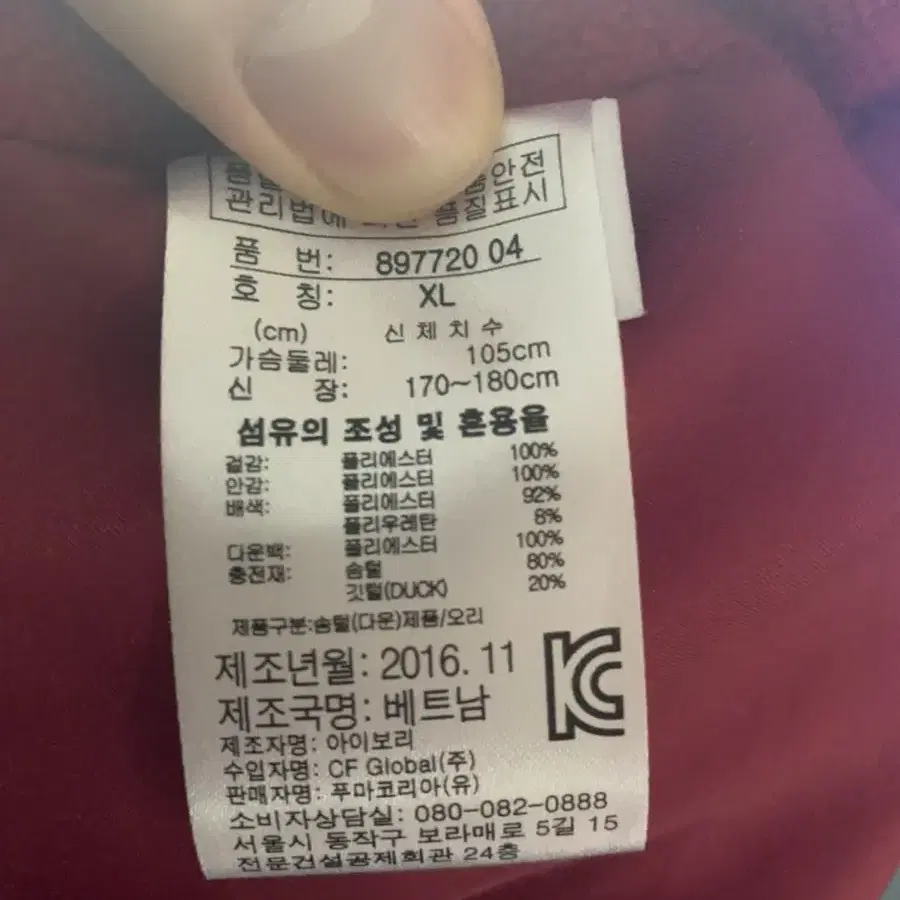 안전
관리법에 품질표시
품 번: 897720 04
호 칭: XL
(cm) 신체치수
가슴둘레: 105cm
신 장: 170~180cm
섬유의 조성 및 혼용율
겉감: 폴리에스터 100%
안감: 폴리에스터 100%
배색: 폴리에스터 92%
폴리우레탄 8%
다운백: 폴리에스터 100%
충전재: 솜털 80%
깃털(DUCK) 20%
제품구분:솜털(다운)제품/오리
제조년월: 2016. 11
제조국명: 베트남
제조자명: 아이보리
수입자명: CF Global(주)
판매자명: 푸마코리아(유)
소비자상담실: 080-082-0888
서울시 동작구 보라매로 5길 15
전문건설공제회관 24층